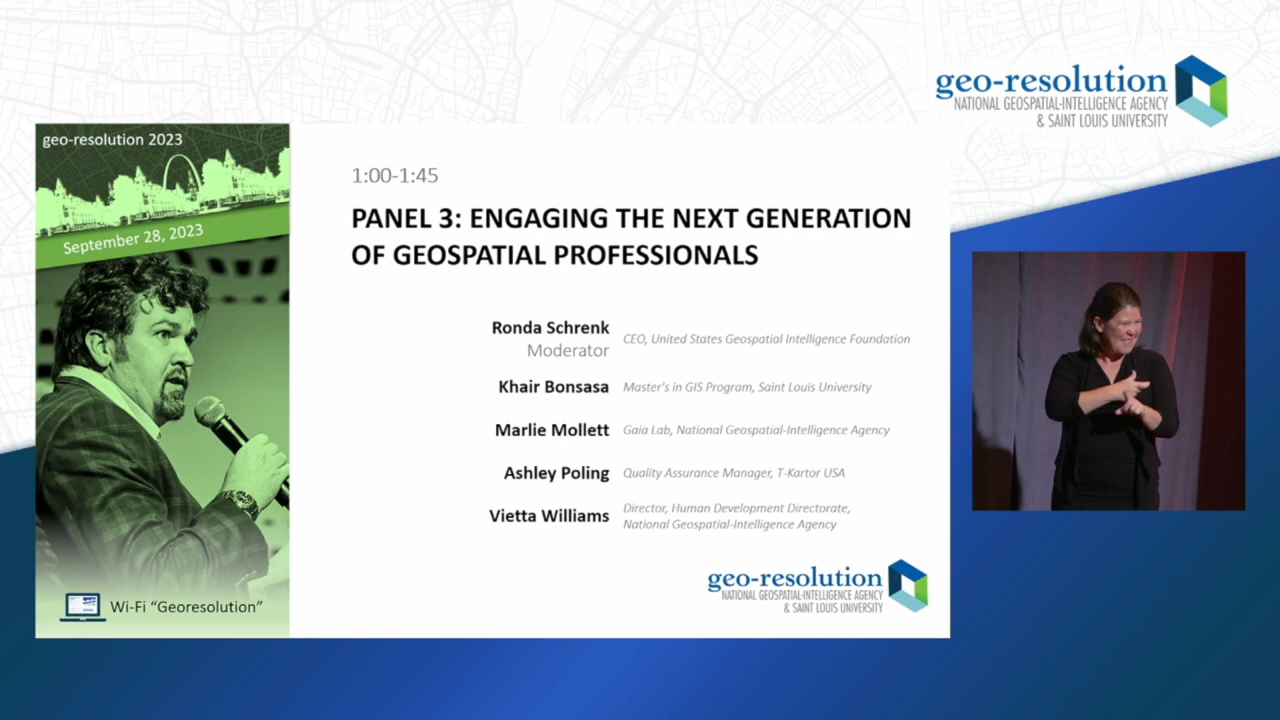 geo-resolution
NATIONAL GEOSPATIAL-INTELLIGENCE AGENCY
& SAINT LOUIS UNIVERSITY
geo-resolution 2023
September 28, 2023
Wi-Fi “Georesolution”
1:00-1:45
PANEL 3: ENGAGING THE NEXT GENERATION
OF GEOSPATIAL PROFESSIONALS
Ronda Schrenk
Moderator
CEO, United States Geospatial Intelligence Foundation
Khair Bonsasa Master's in GIS Program, Saint Louis University
Marlie Mollett Gaia Lab, National Geospatial-Intelligence Agency
Ashley Poling Quality Assurance Manager, T-Kartor USA
Vietta Williams Director, Human Development Directorate,
National Geospatial-Intelligence Agency
geo-resolution
NATIONAL GEOSPATIAL-INTELLIGENCE AGENCY
& SAINT LOUIS UNIVERSITY